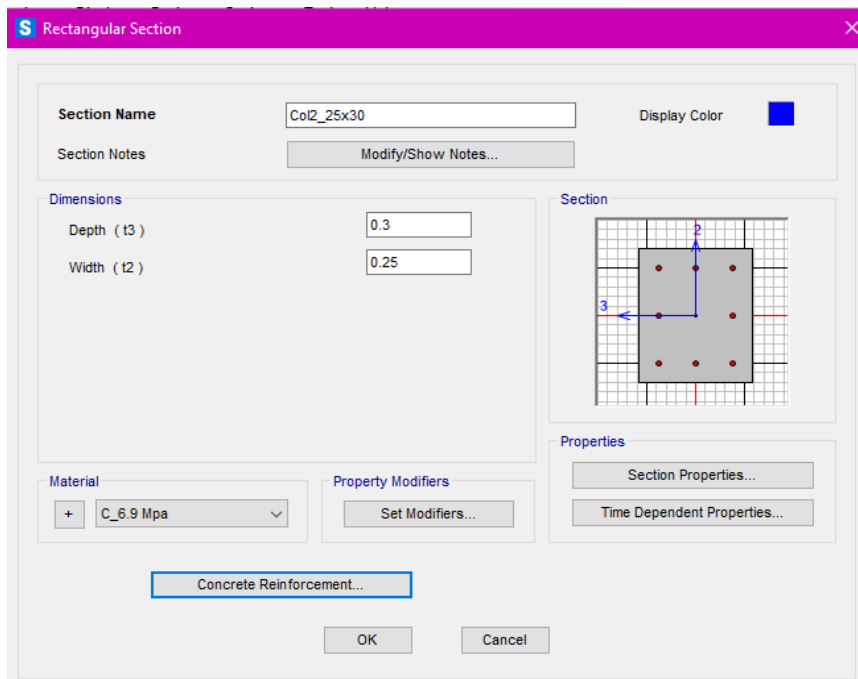 S Rectangular Section
Section Name Col2_25x30 Display Color
Section Notes Modify/Show Notes...
Dimensions
Depth ( t3 ) 0.3
Width ( t2 ) 0.25
Section
2
3
Properties
Section Properties...
Time Dependent Properties...
Material
+ C_6.9 Mpa
Property Modifiers
Set Modifiers...
Concrete Reinforcement...
OK Cancel